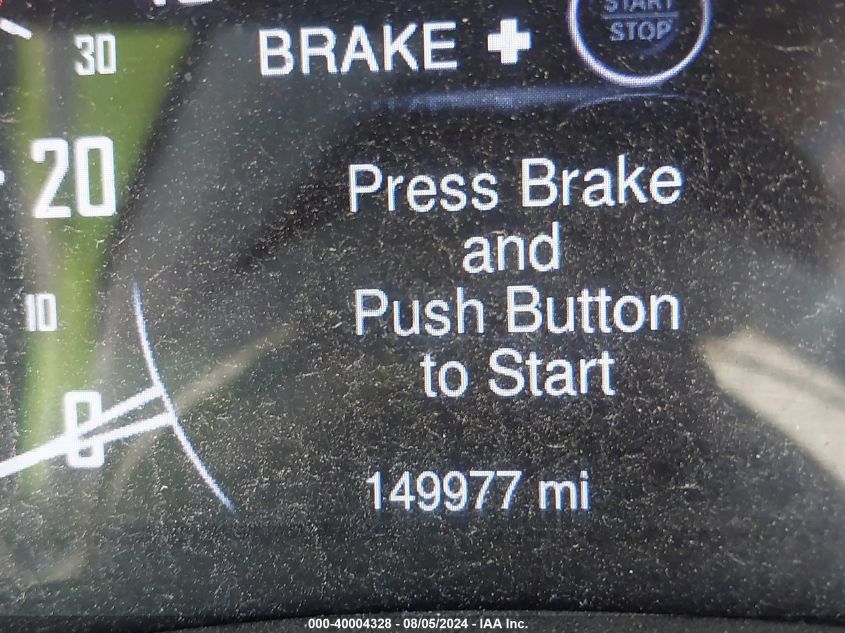 BRAKE + START
STOP
30
20
10
0
Press Brake
and
Push Button
to Start
149977 mi
000-40004328 - 08/05/2024 - IAA Inc.